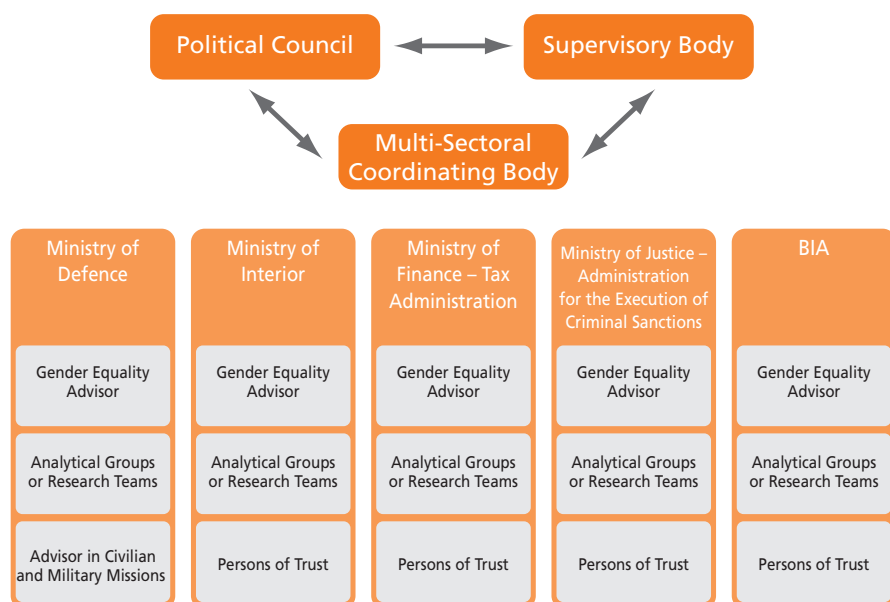 Political Council
Supervisory Body
Multi-Sectoral
Coordinating Body
Ministry of
Defence
Gender Equality
Advisor
Analytical Groups
or Research Teams
Advisor in Civilian
and Military Missions
Ministry of
Interior
Gender Equality
Advisor
Analytical Groups
or Research Teams
Persons of Trust
Ministry of
Finance – Tax
Administration
Gender Equality
Advisor
Analytical Groups
or Research Teams
Persons of Trust
Ministry of Justice –
Administration
for the Execution of
Criminal Sanctions
Gender Equality
Advisor
Analytical Groups
or Research Teams
Persons of Trust
BIA
Gender Equality
Advisor
Analytical Groups
or Research Teams
Persons of Trust